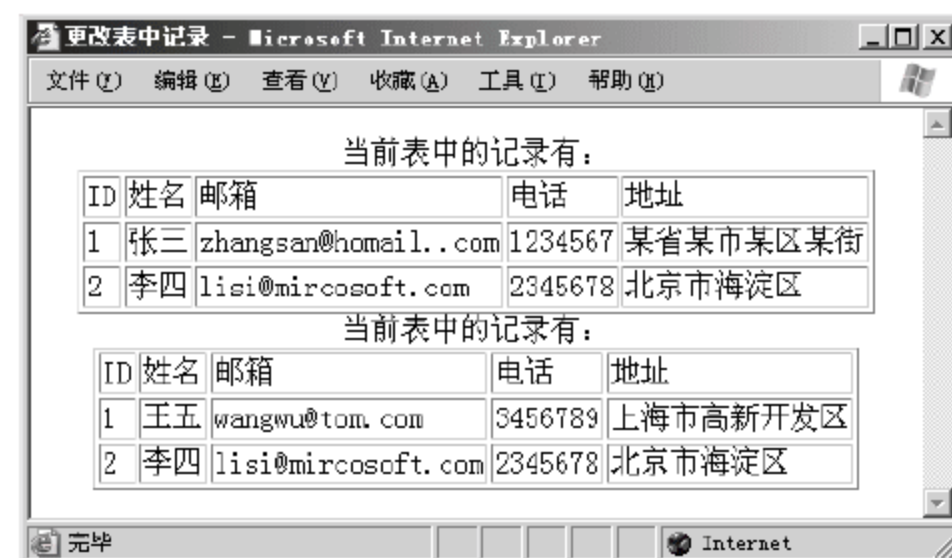 更改表中记录 - Microsoft Internet Explorer
文件(F) 编辑(E) 查看(V) 收藏(A) 工具(T) 帮助(H)
当前表中的记录有：
ID 姓名 邮箱 电话 地址
1 张三 zhangsan@homail..com 1234567 某省某市某区某街
2 李四 lisi@mircosoft.com 2345678 北京市海淀区
当前表中的记录有：
ID 姓名 邮箱 电话 地址
1 王五 wangwu@tom.com 3456789 上海市高新开发区
2 李四 lisi@mircosoft.com 2345678 北京市海淀区
完毕 Internet